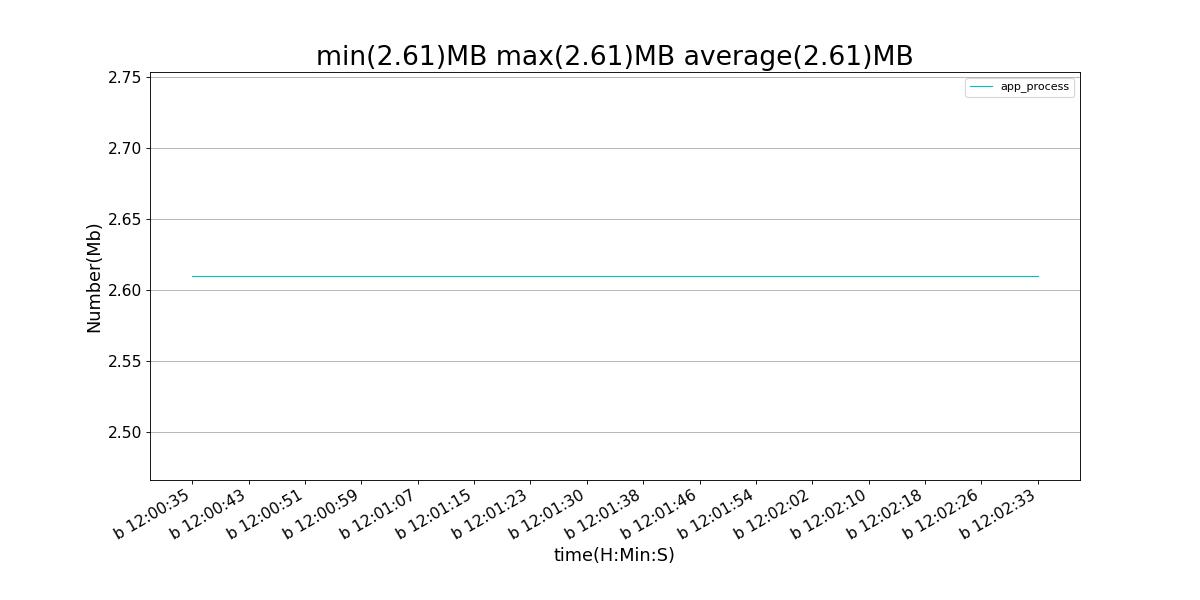 min(2.61)MB max(2.61)MB average(2.61)MB
app_process
2.75
2.70
2.65
2.60
2.55
2.50
Number(Mb)
b 12:00:35
b 12:00:43
b 12:00:51
b 12:00:59
b 12:01:07
b 12:01:15
b 12:01:23
b 12:01:30
b 12:01:38
b 12:01:46
b 12:01:54
b 12:02:02
b 12:02:10
b 12:02:18
b 12:02:26
b 12:02:33
time(H:Min:S)